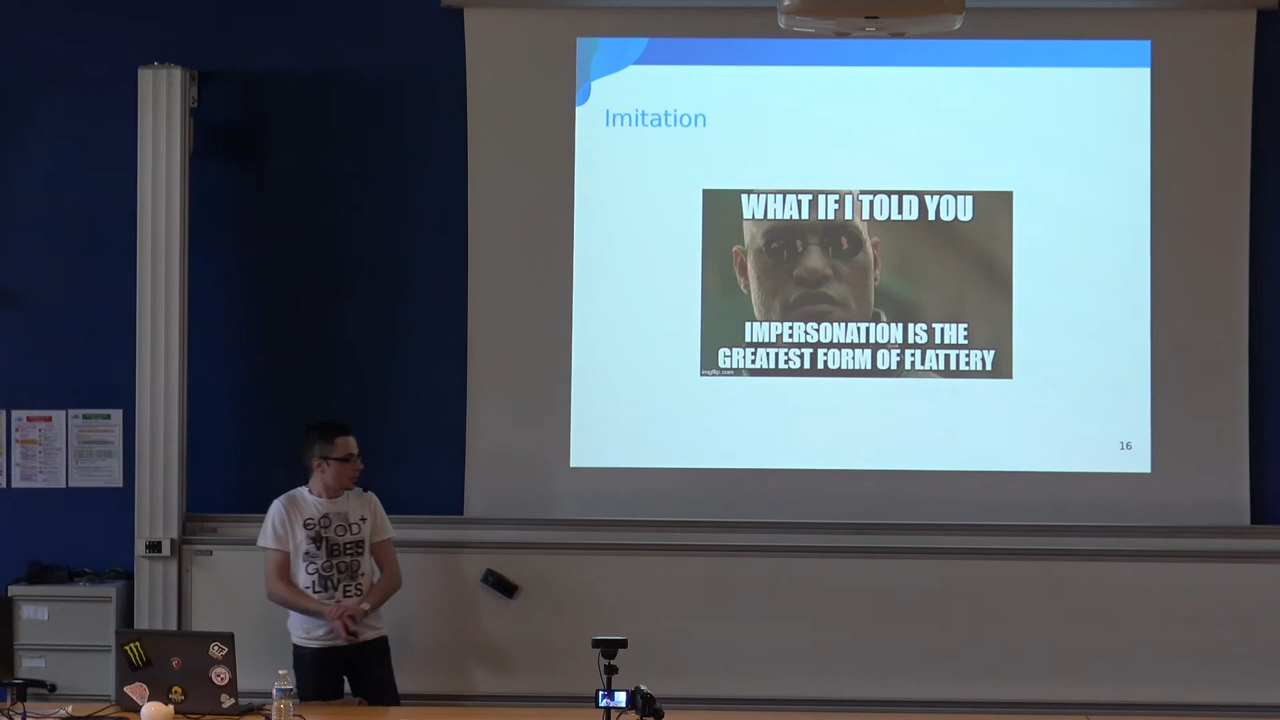 Imitation
WHAT IF I TOLD YOU
IMPERSONATION IS THE
GREATEST FORM OF FLATTERY
imgflip.com
16
GOOD
VIBES
GOOD
-LIVES